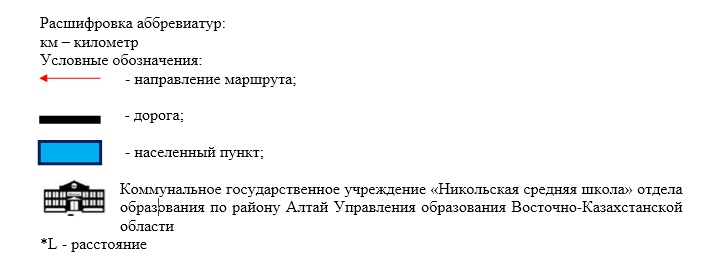 Расшифровка аббревиатур:
км – километр
Условные обозначения:
- направление маршрута;
- дорога;
- населенный пункт;
Коммунальное государственное учреждение «Никольская средняя школа» отдела
образования по району Алтай Управления образования Восточно-Казахстанской
области
*L - расстояние